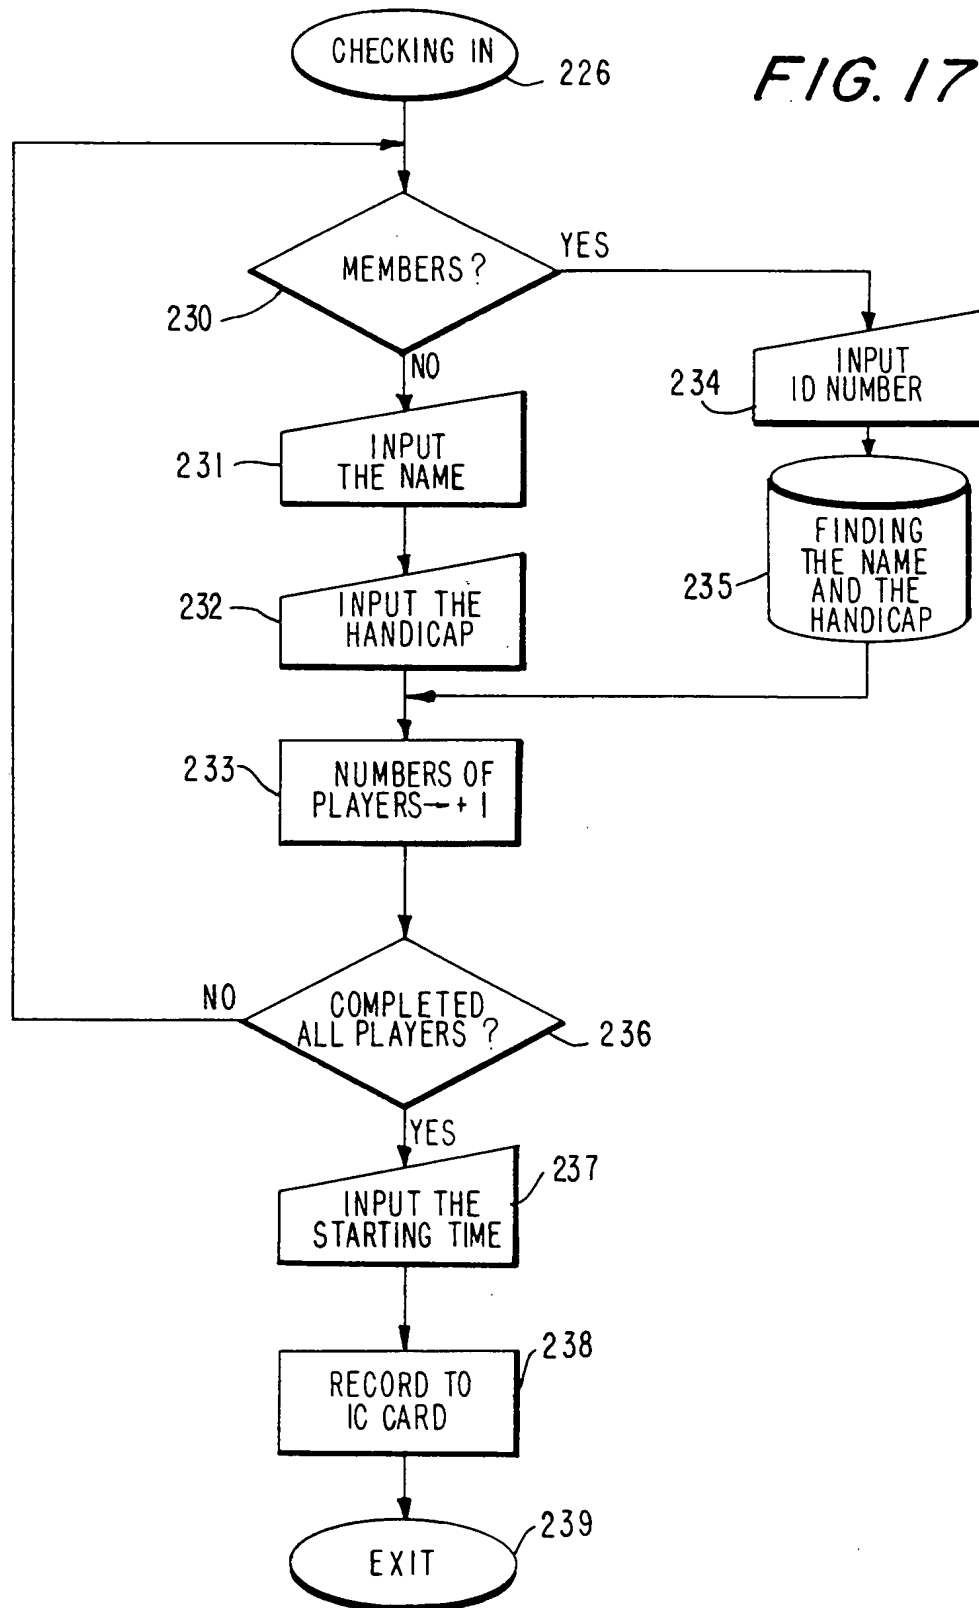 CHECKING IN
226
FIG. 17
MEMBERS?
YES
230
NO
INPUT
ID NUMBER
234
INPUT
THE NAME
231
FINDING
THE NAME
AND THE
HANDICAP
235
INPUT THE
HANDICAP
232
NUMBERS OF
PLAYERS→+1
233
NO
COMPLETED
ALL PLAYERS?
236
YES
INPUT THE
STARTING TIME
237
RECORD TO
IC CARD
238
EXIT
239